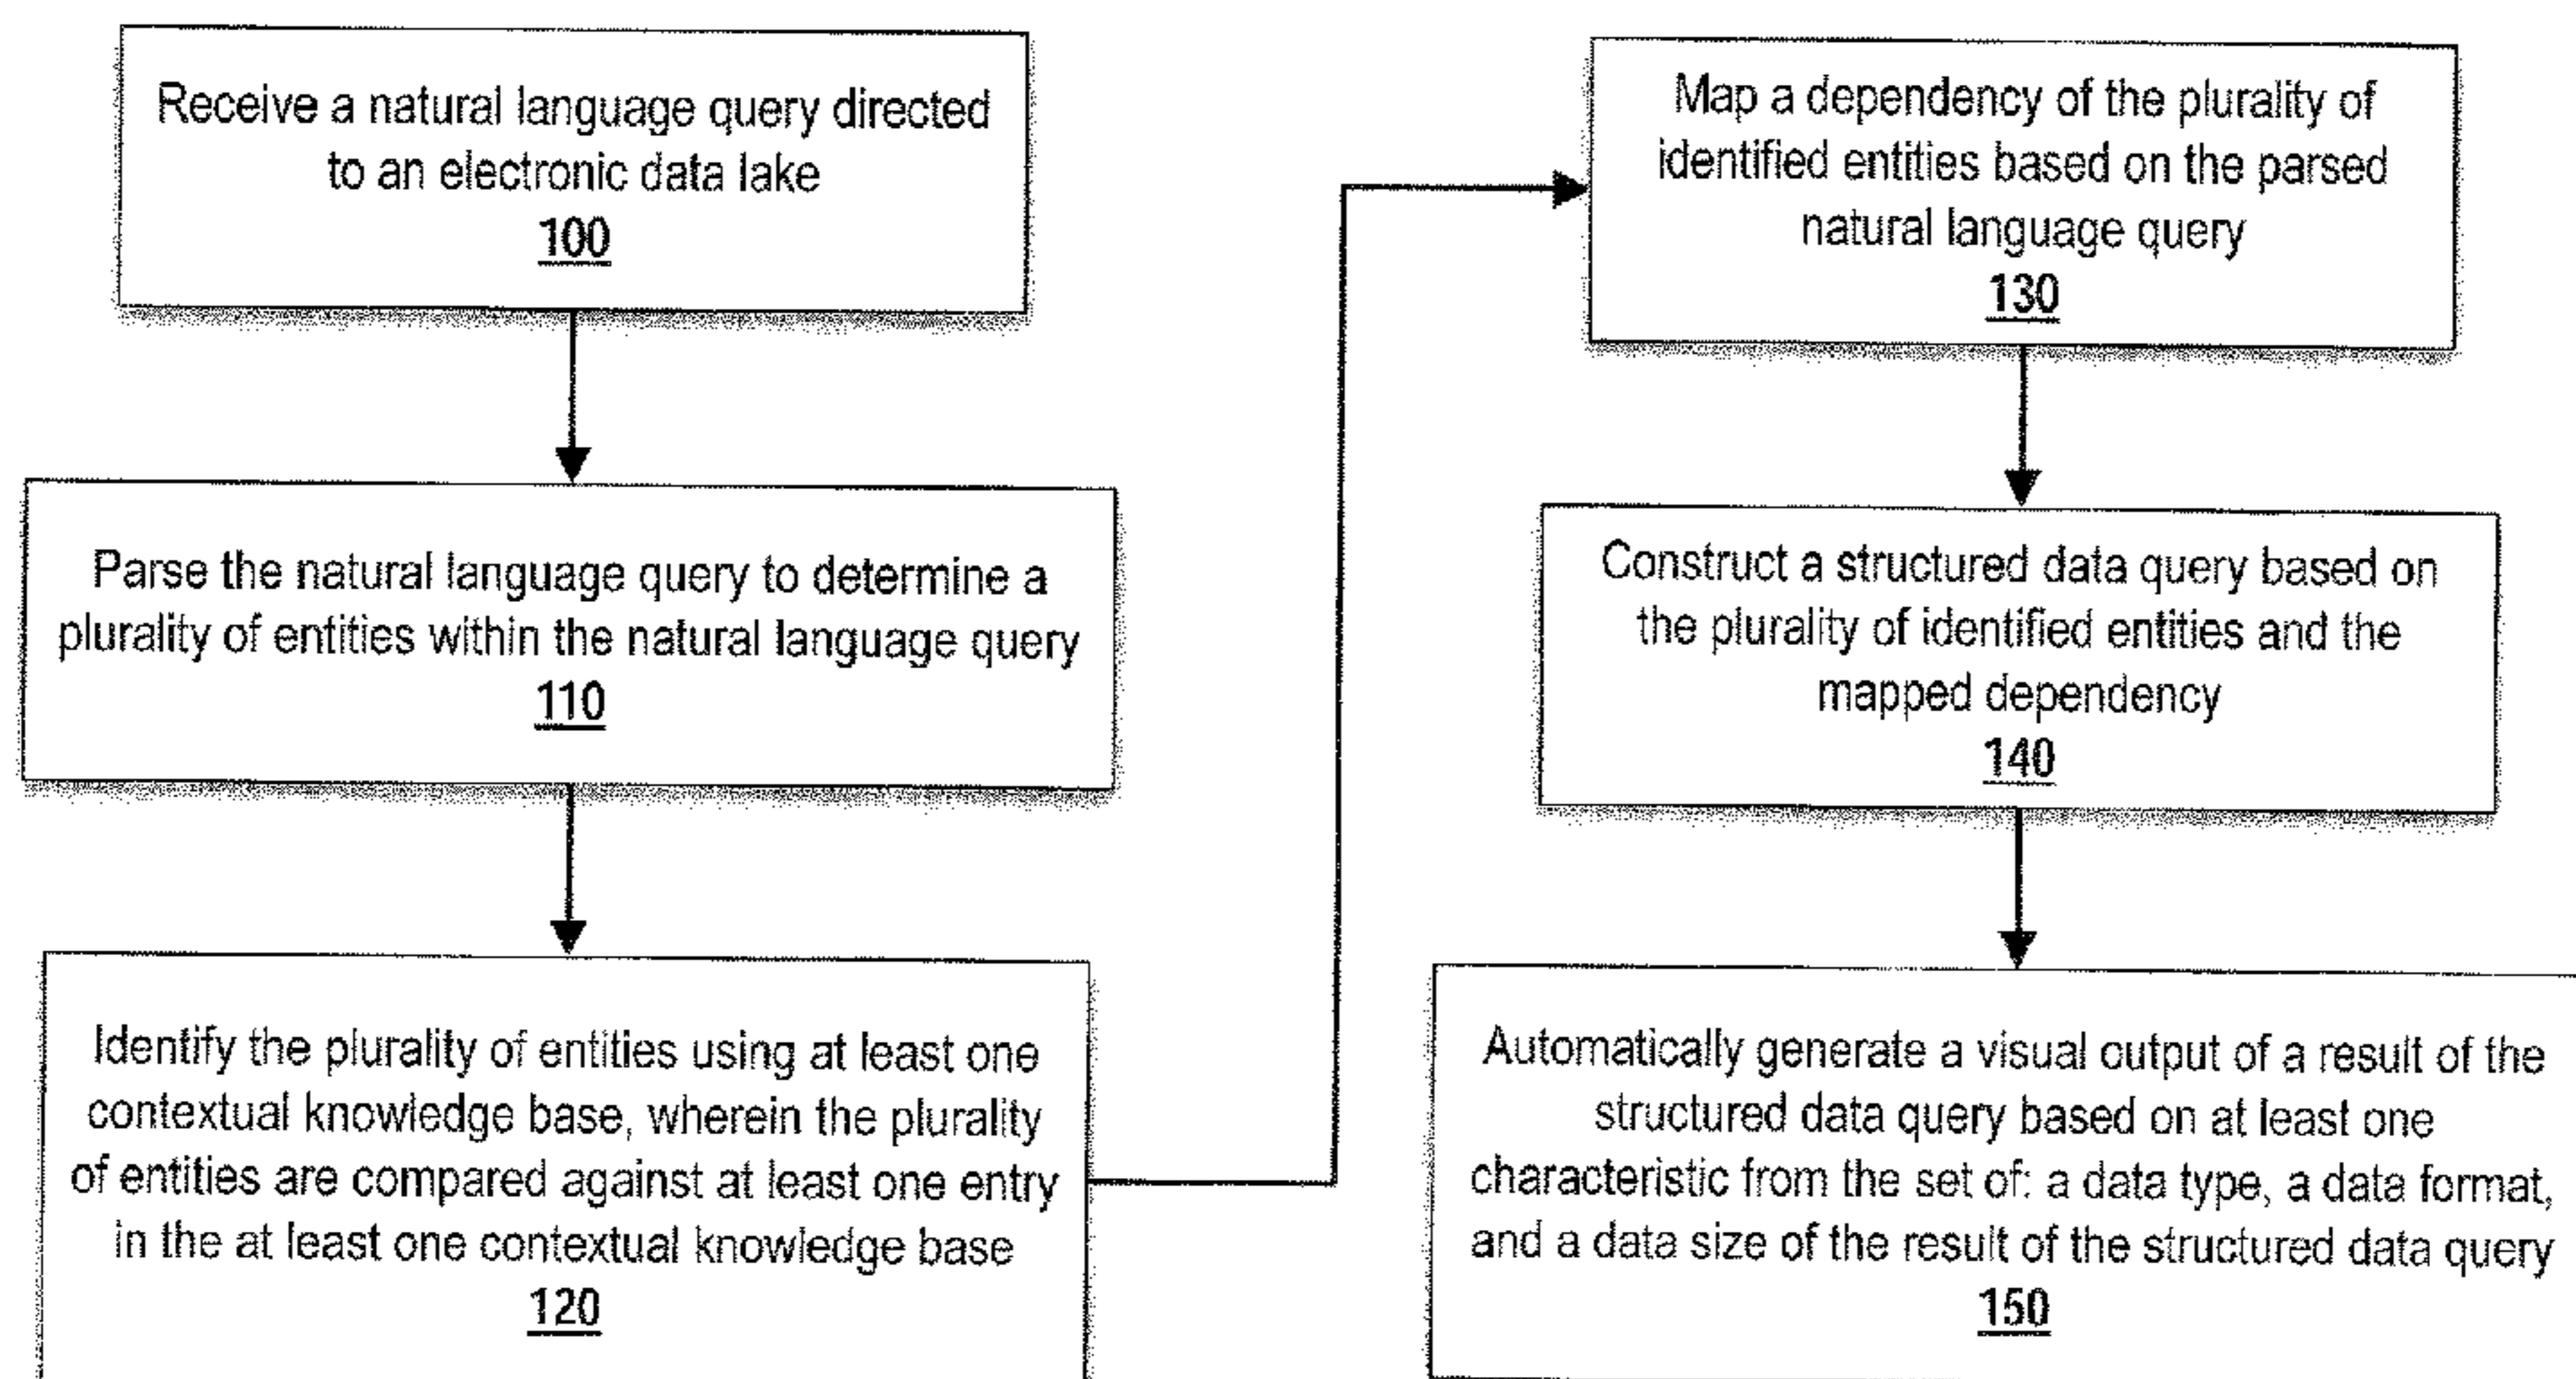 Receive a natural language query directed
to an electronic data lake
100
Parse the natural language query to determine a
plurality of entities within the natural language query
110
Identify the plurality of entities using at least one
contextual knowledge base, wherein the plurality
of entities are compared against at least one entry
in the at least one contextual knowledge base
120
Map a dependency of the plurality of
identified entities based on the parsed
natural language query
130
Construct a structured data query based on
the plurality of identified entities and the
mapped dependency
140
Automatically generate a visual output of a result of the
structured data query based on at least one
characteristic from the set of: a data type, a data format,
and a data size of the result of the structured data query
150